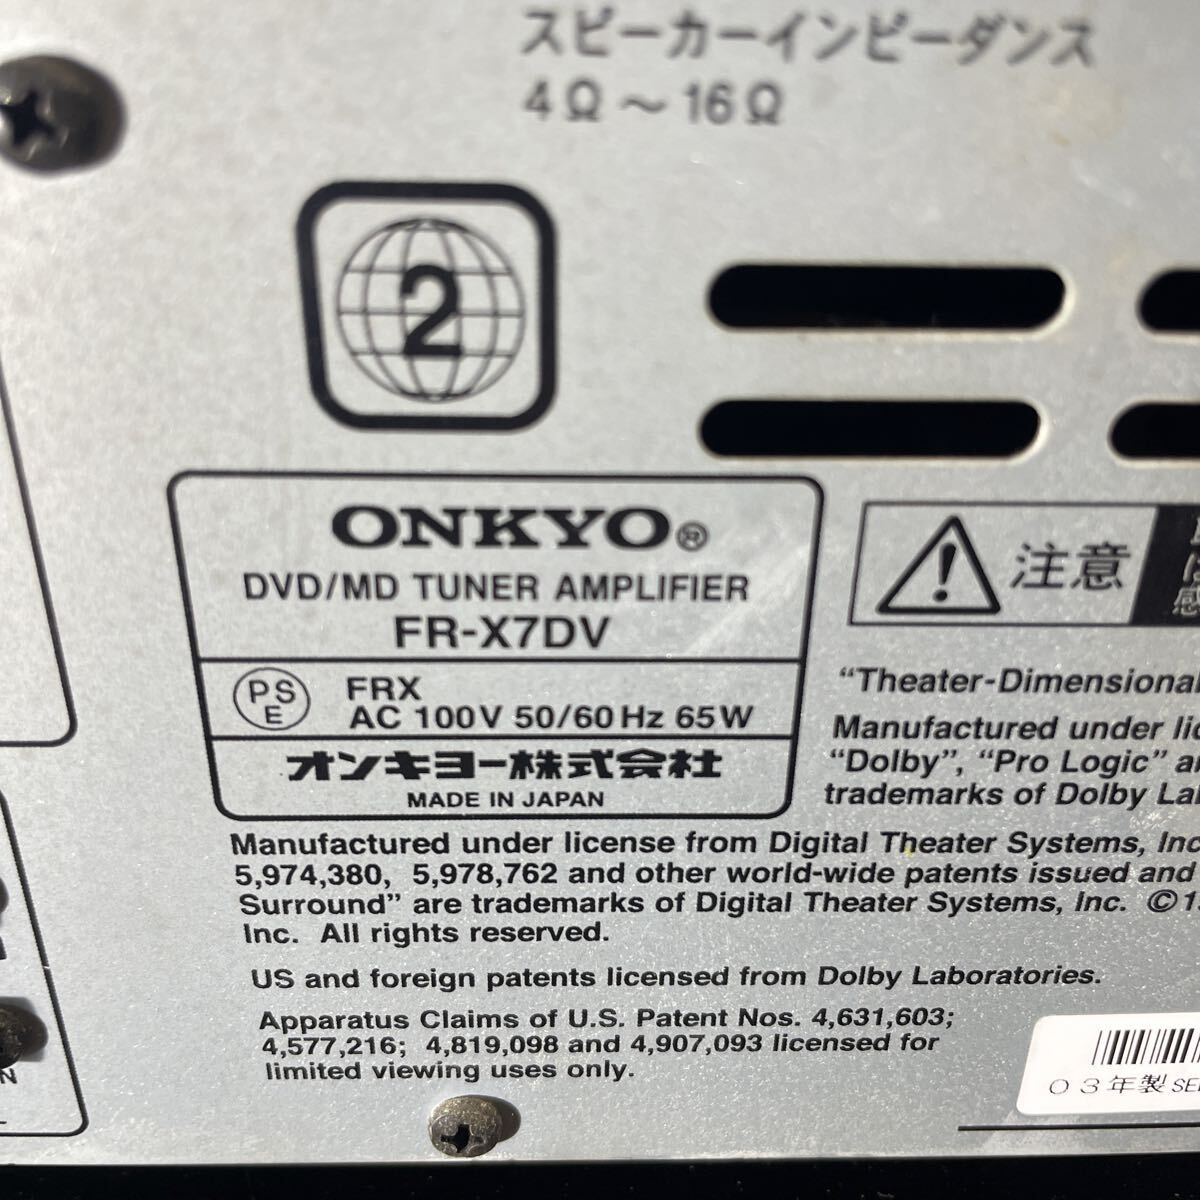 スピーカーインピーダンス
4Ω～16Ω
2
ONKYO®
DVD/MD TUNER AMPLIFIER
FR-X7DV
PSE
FRX
AC 100V 50/60Hz 65W
オンキヨー株式会社
MADE IN JAPAN
注意
"Theater-Dimensional
Manufactured under
"Dolby", "Pro Logic"
trademarks of Dolby
Manufactured under license from Digital Theater Systems, Inc
5,974,380, 5,978,762 and other world-wide patents issued and
Surround" are trademarks of Digital Theater Systems, Inc. ©
Inc. All rights reserved.
US and foreign patents licensed from Dolby Laboratories.
Apparatus Claims of U.S. Patent Nos. 4,631,603;
4,577,216; 4,819,098 and 4,907,093 licensed for
limited viewing uses only.
03年製